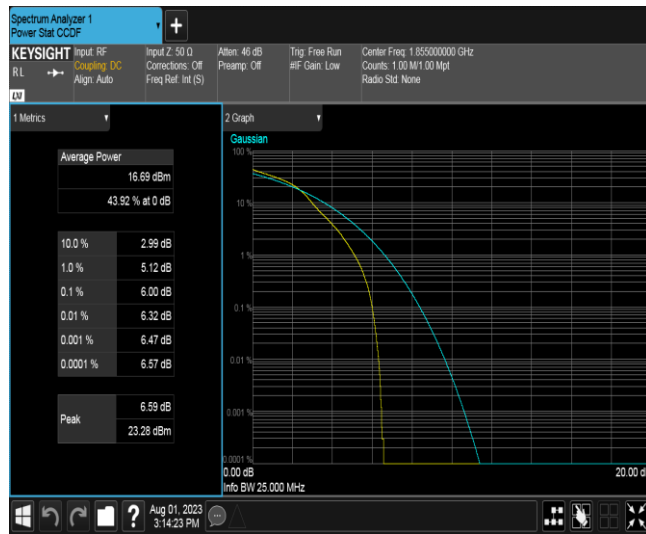 Spectrum Analyzer 1
Power Stat CCDF
+
KEYSIGHT
RL
LXI
Input: RF
Coupling: DC
Align: Auto
Input Z: 50 Ω
Corrections: Off
Freq Ref: Int (S)
Atten: 46 dB
Preamp: Off
Trig: Free Run
#IF Gain: Low
Center Freq: 1.855000000 GHz
Counts: 1.00 M/1.00 Mpt
Radio Std: None
1 Metrics
Average Power
16.69 dBm
43.92 % at 0 dB
10.0 % 2.99 dB
1.0 % 5.12 dB
0.1 % 6.00 dB
0.01 % 6.32 dB
0.001 % 6.47 dB
0.0001 % 6.57 dB
Peak
6.59 dB
23.28 dBm
2 Graph
Gaussian
100 %
10 %
1 %
0.1 %
0.01 %
0.001 %
0.0001 %
0.00 dB
20.00 d
Info BW 25.000 MHz
?
Aug 01, 2023
3:14:23 PM